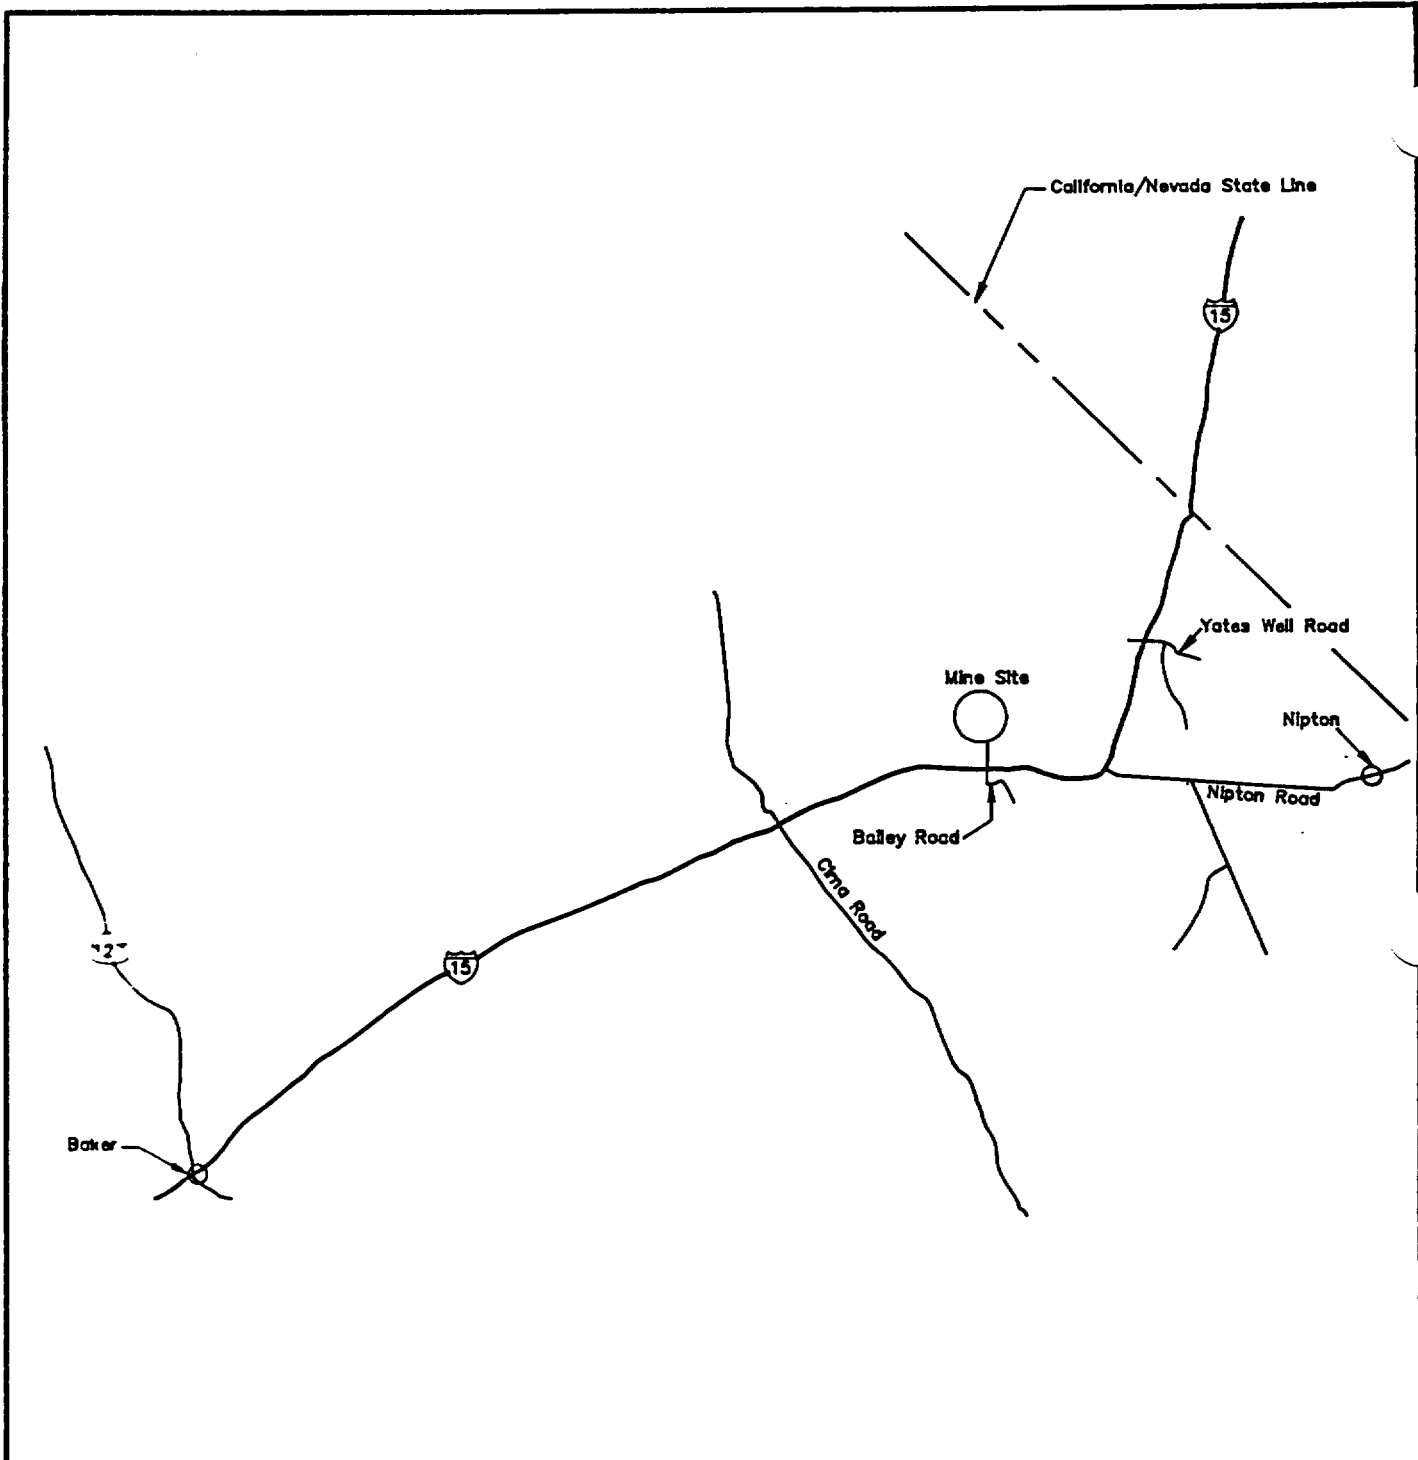 California/Nevada State Line
15
Yates Well Road
Mine Site
Nipton
Nipton Road
Bailey Road
Cima Road
15
Baker